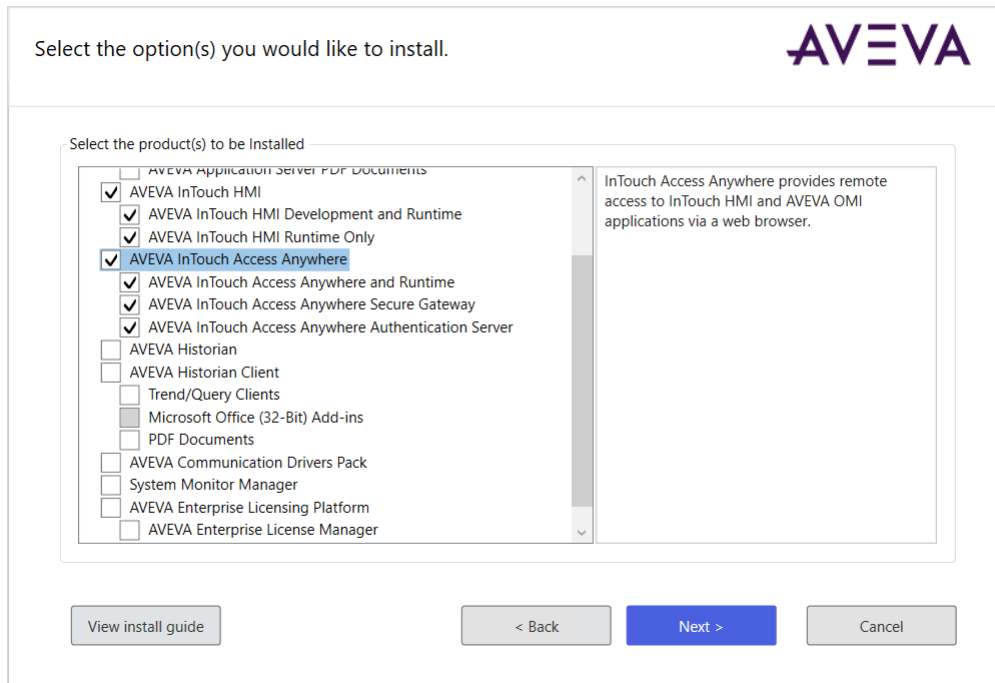 Select the option(s) you would like to install.
AVEVA
Select the product(s) to be Installed
AVEVA Application Server PDF Documents
AVEVA InTouch HMI
AVEVA InTouch HMI Development and Runtime
AVEVA InTouch HMI Runtime Only
AVEVA InTouch Access Anywhere
AVEVA InTouch Access Anywhere and Runtime
AVEVA InTouch Access Anywhere Secure Gateway
AVEVA InTouch Access Anywhere Authentication Server
AVEVA Historian
AVEVA Historian Client
Trend/Query Clients
Microsoft Office (32-Bit) Add-ins
PDF Documents
AVEVA Communication Drivers Pack
System Monitor Manager
AVEVA Enterprise Licensing Platform
AVEVA Enterprise License Manager
InTouch Access Anywhere provides remote
access to InTouch HMI and AVEVA OMI
applications via a web browser.
View install guide
< Back
Next >
Cancel